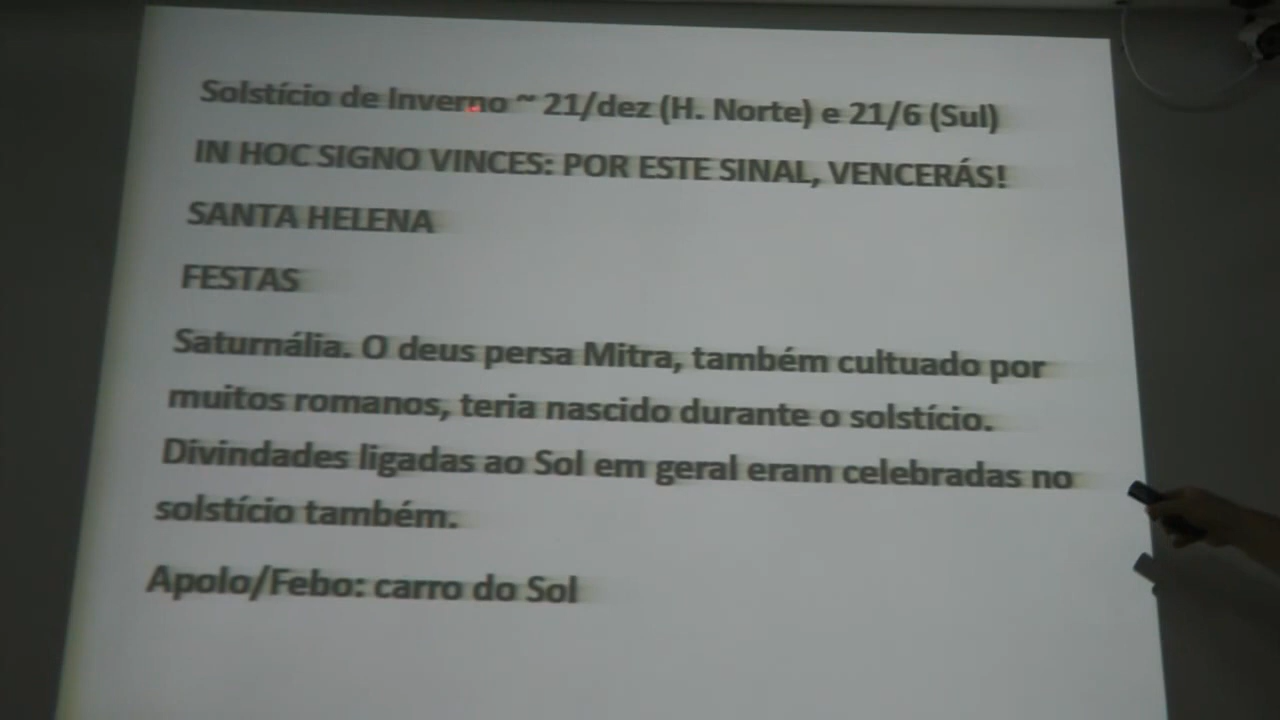 Solstício de Inverno ~ 21/dez (H. Norte) e 21/6 (Sul)
IN HOC SIGNO VINCES: POR ESTE SINAL, VENCERÁS!
SANTA HELENA
FESTAS
Saturnália. O deus persa Mitra, também cultuado por
muitos romanos, teria nascido durante o solstício.
Divindades ligadas ao Sol em geral eram celebradas no
solstício também.
Apolo/Febo: carro do Sol